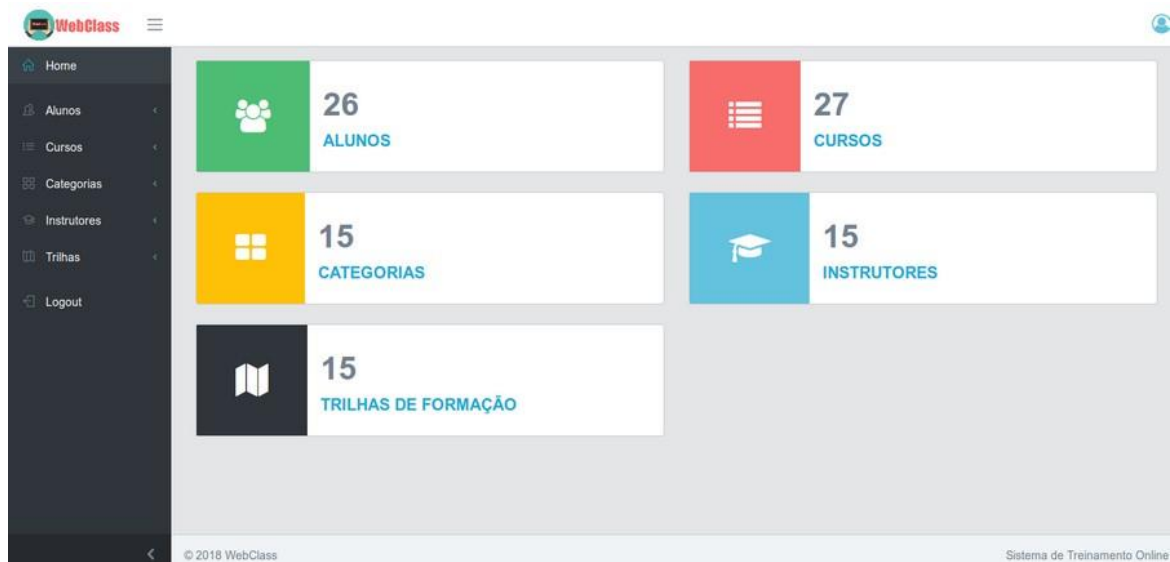 WebClass
Home
Alunos
Cursos
Categorias
Instrutores
Trilhas
Logout
26
ALUNOS
27
CURSOS
15
CATEGORIAS
15
INSTRUTORES
15
TRILHAS DE FORMAÇÃO
© 2018 WebClass
Sistema de Treinamento Online